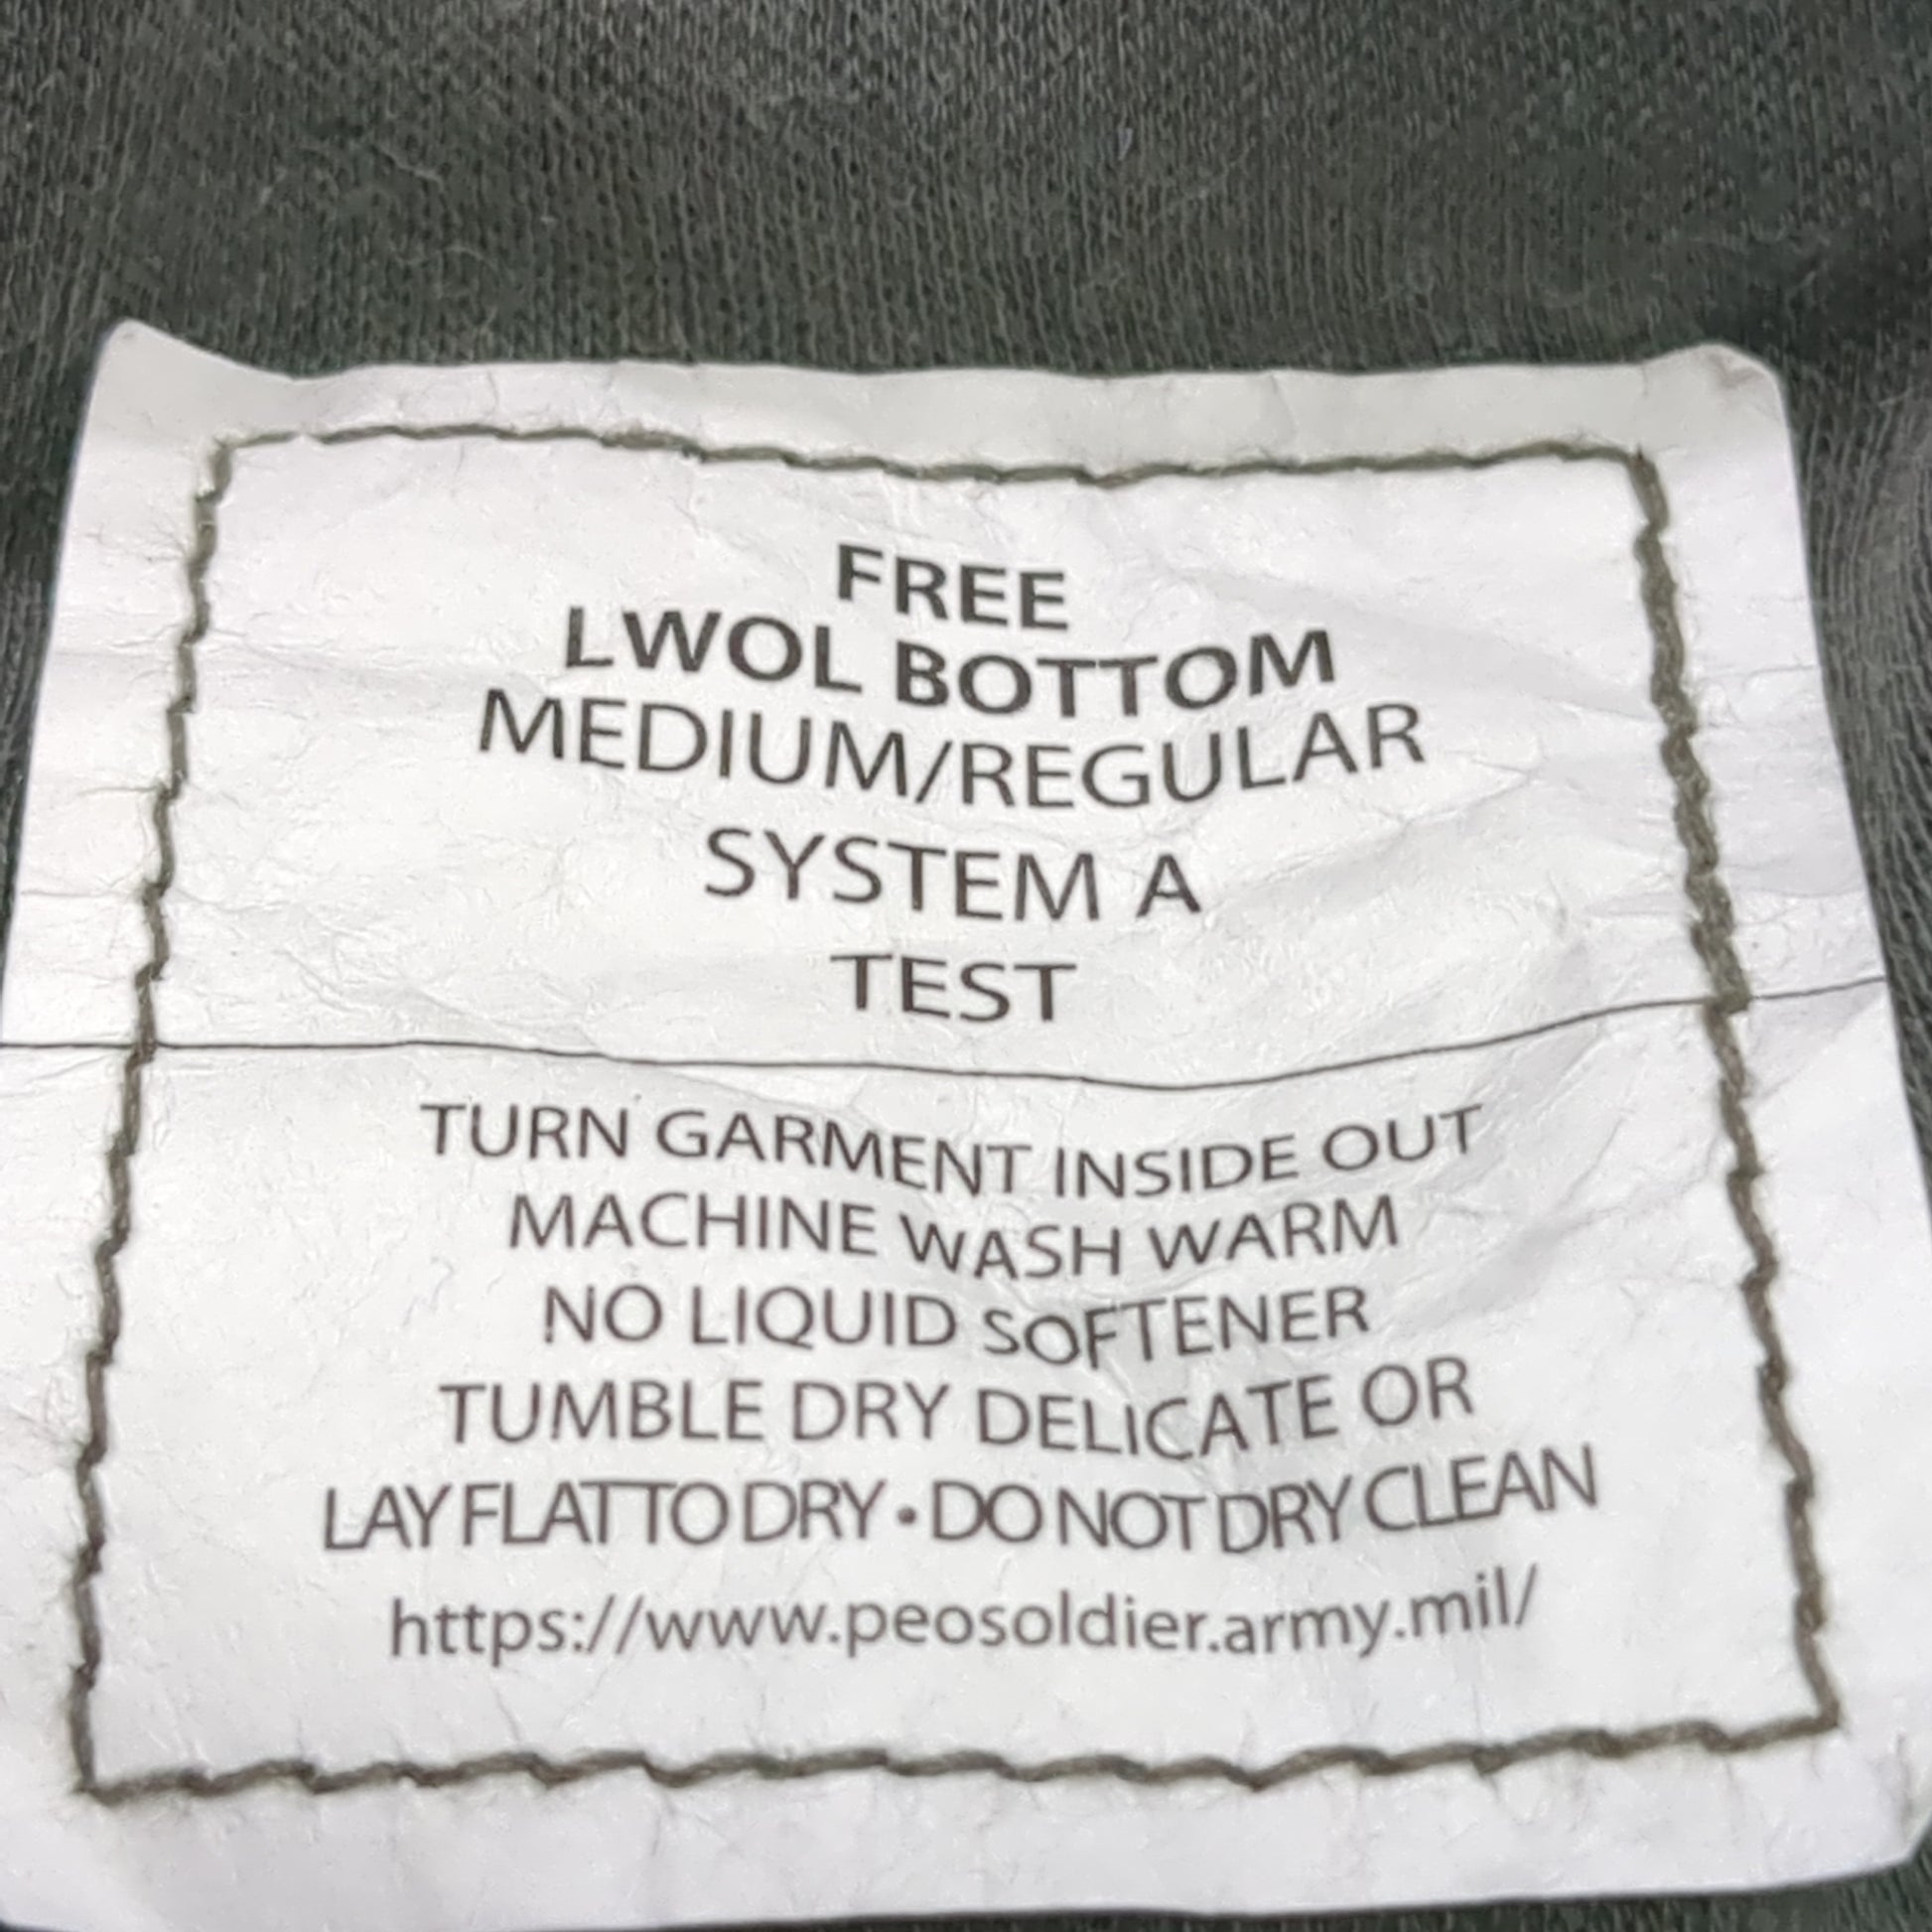 FREE
LWOL BOTTOM
MEDIUM/REGULAR
SYSTEM A
TEST
TURN GARMENT INSIDE OUT
MACHINE WASH WARM
NO LIQUID SOFTENER
TUMBLE DRY DELICATE OR
LAY FLAT TO DRY • DO NOT DRY CLEAN
https://www.peosoldier.army.mil/